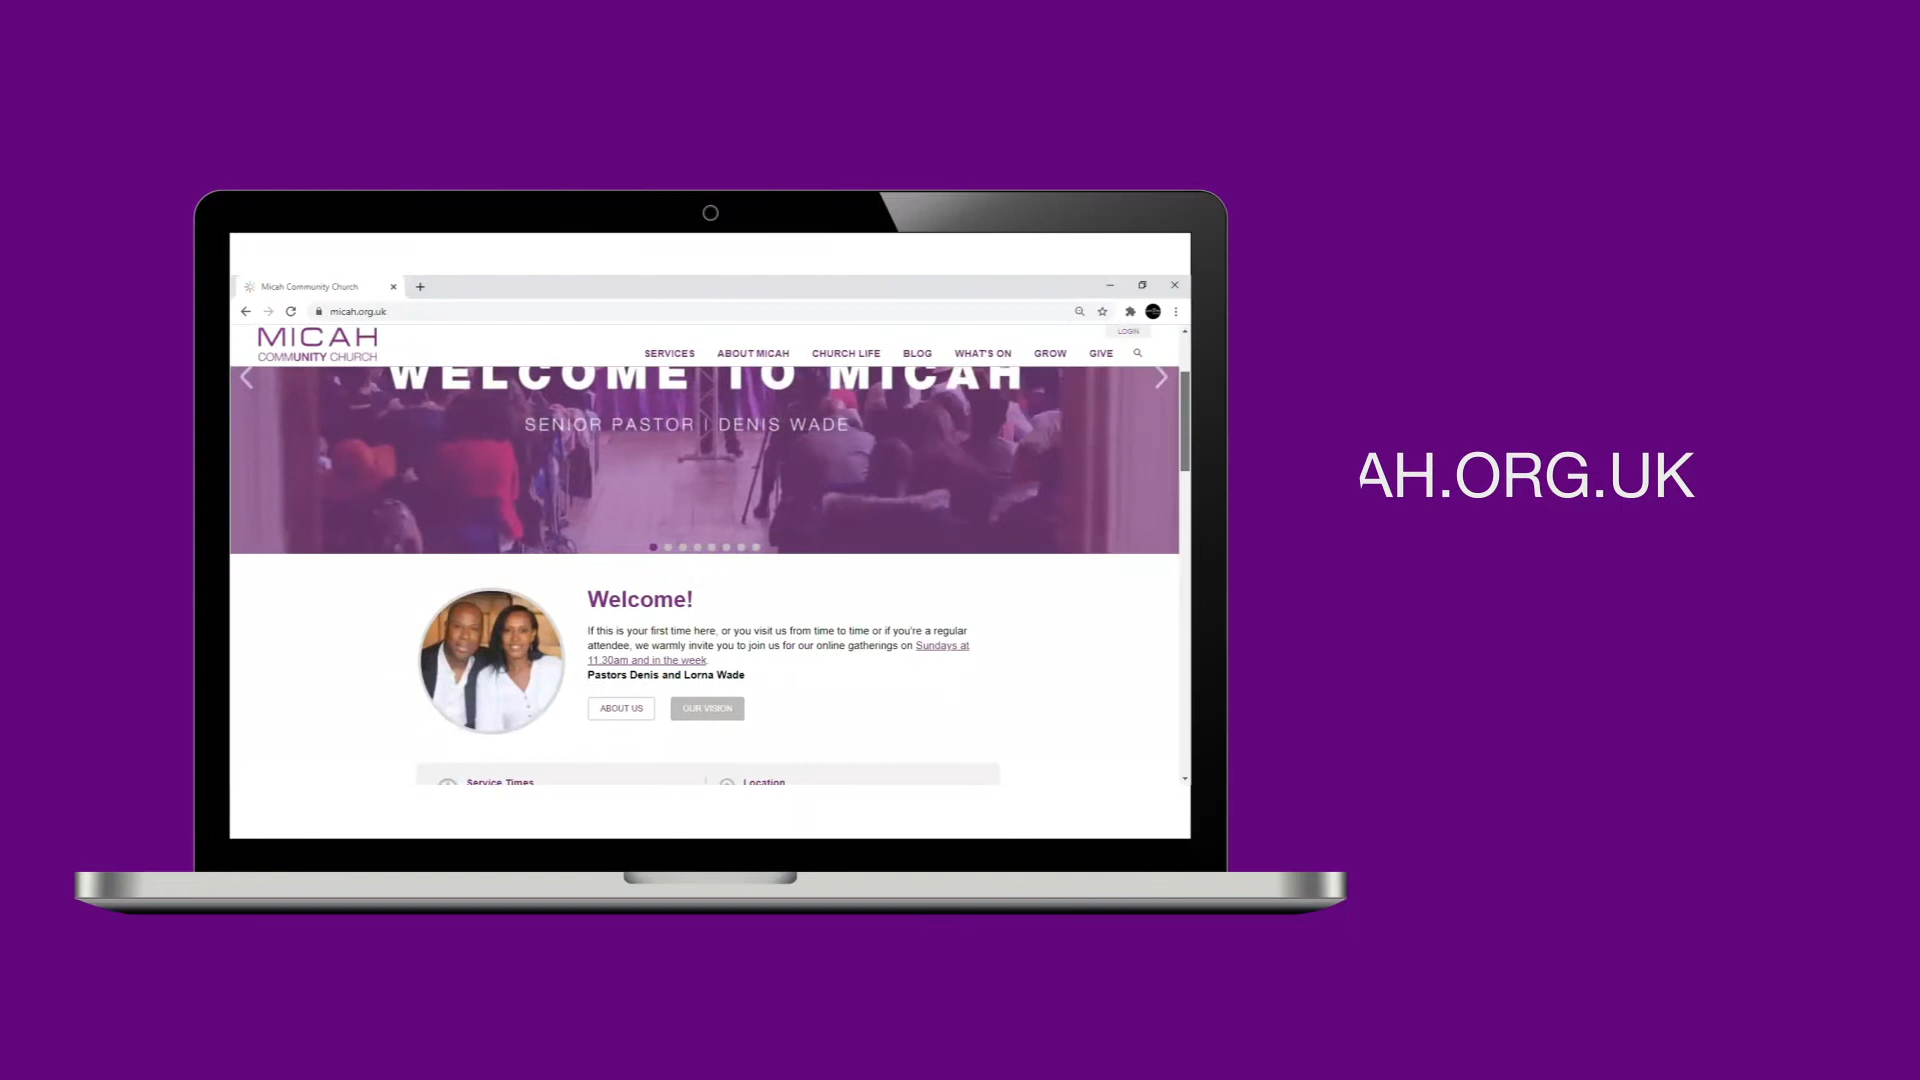 Micah Community Church
micah.org.uk
LOGIN
MICAH
COMMUNITY CHURCH
SERVICES ABOUT MICAH CHURCH LIFE BLOG WHAT'S ON GROW GIVE
WELCOME TO MICAH
SENIOR PASTOR | DENIS WADE
AH.ORG.UK
Welcome!
If this is your first time here, or you visit us from time to time or if you're a regular
attendee, we warmly invite you to join us for our online gatherings on Sundays at
11.30am and in the week.
Pastors Denis and Lorna Wade
ABOUT US OUR VISION
Service Times Location